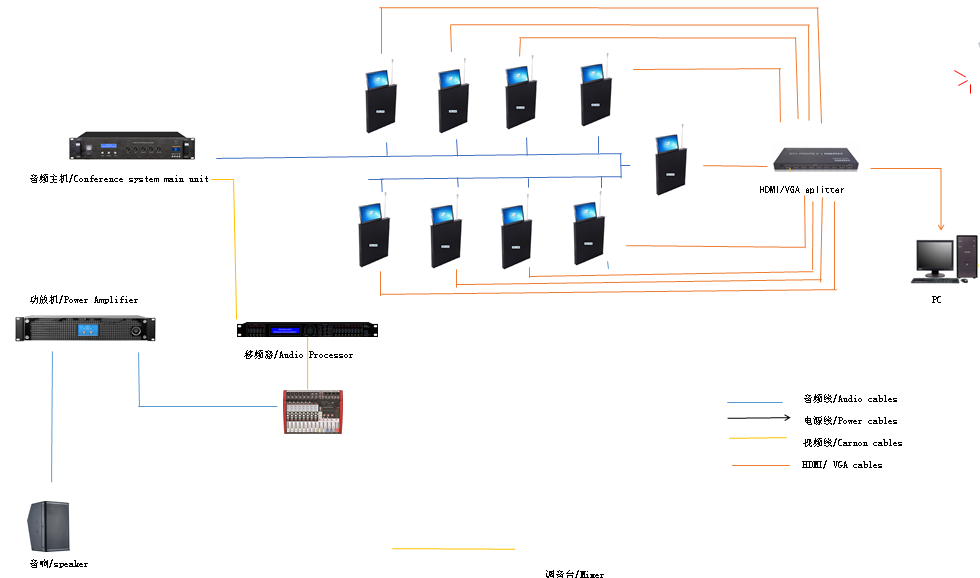 音频主机/Conference system main unit
HDMI/VGA splitter
功放机/Power Amplifier
PC
移频器/Audio Processor
音频线/Audio cables
电源线/Power cables
视频线/Carnon cables
HDMI/ VGA cables
音响/speaker
调音台/Mixer